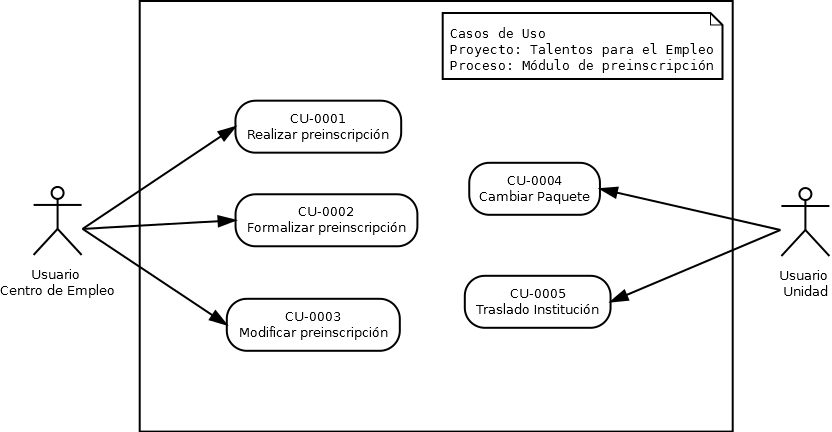 Casos de Uso
Proyecto: Talentos para el Empleo
Proceso: Módulo de preinscripción
CU-0001
Realizar preinscripción
CU-0002
Formalizar preinscripción
CU-0003
Modificar preinscripción
CU-0004
Cambiar Paquete
CU-0005
Traslado Institución
Usuario
Centro de Empleo
Usuario
Unidad